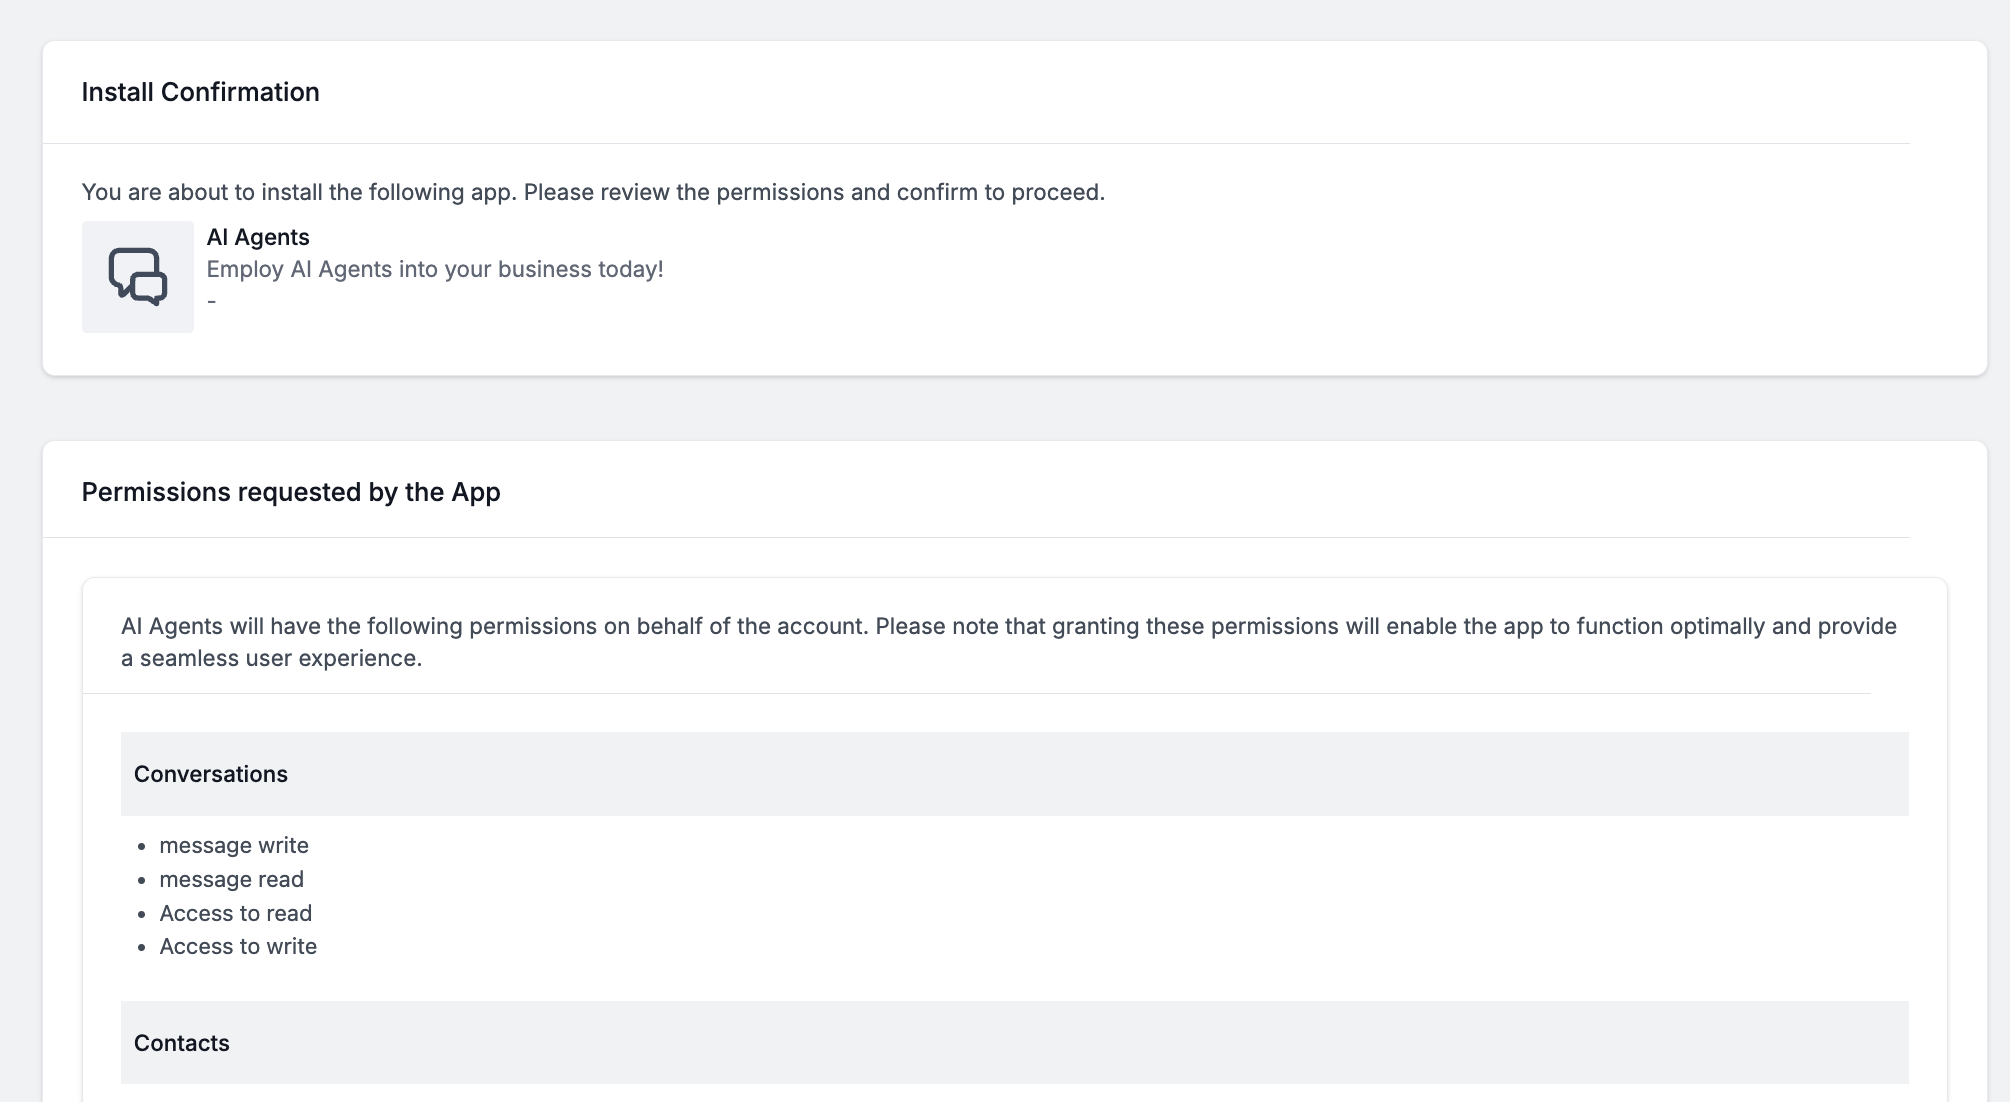 Install Confirmation
You are about to install the following app. Please review the permissions and confirm to proceed.
AI Agents
Employ AI Agents into your business today!
-
Permissions requested by the App
AI Agents will have the following permissions on behalf of the account. Please note that granting these permissions will enable the app to function optimally and provide
a seamless user experience.
Conversations
• message write
• message read
• Access to read
• Access to write
Contacts